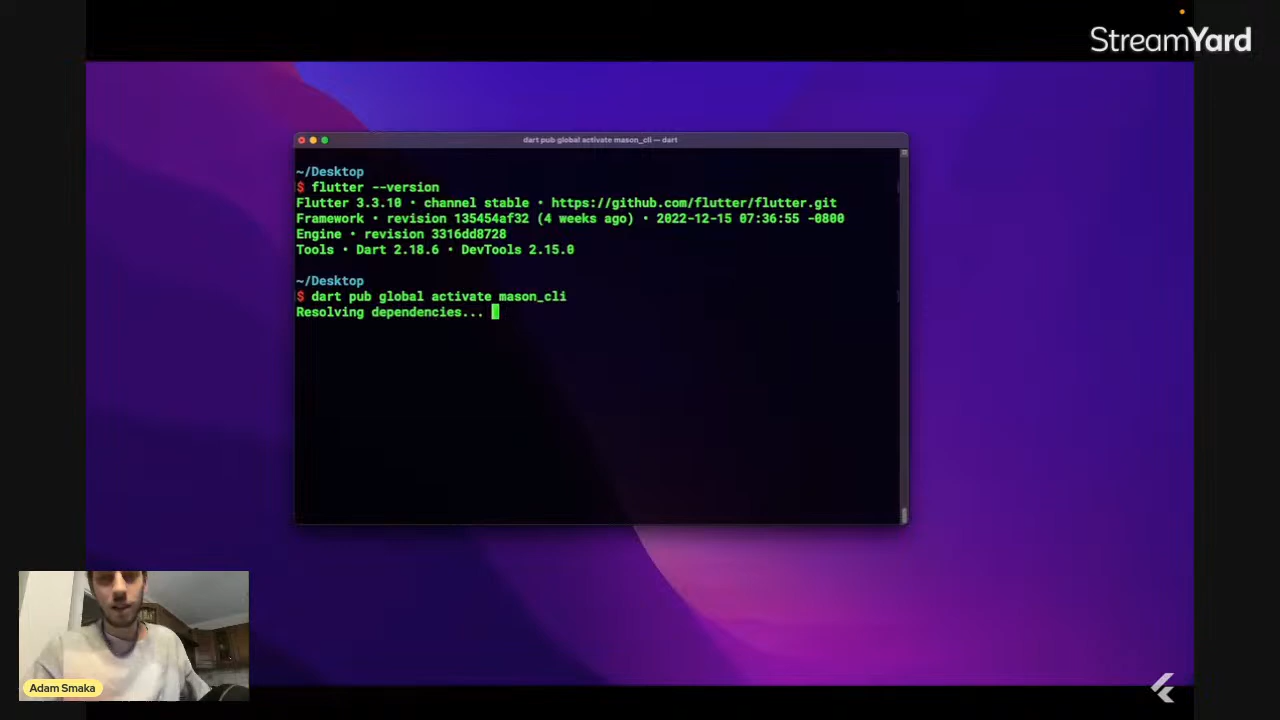 StreamYard
dart pub global activate mason_cli — dart
~/Desktop
$ flutter --version
Flutter 3.3.10 • channel stable • https://github.com/flutter/flutter.git
Framework • revision 135454af32 (4 weeks ago) • 2022-12-15 07:36:55 -0800
Engine • revision 3316dd8728
Tools • Dart 2.18.6 • DevTools 2.15.0
~/Desktop
$ dart pub global activate mason_cli
Resolving dependencies...
Adam Smaka